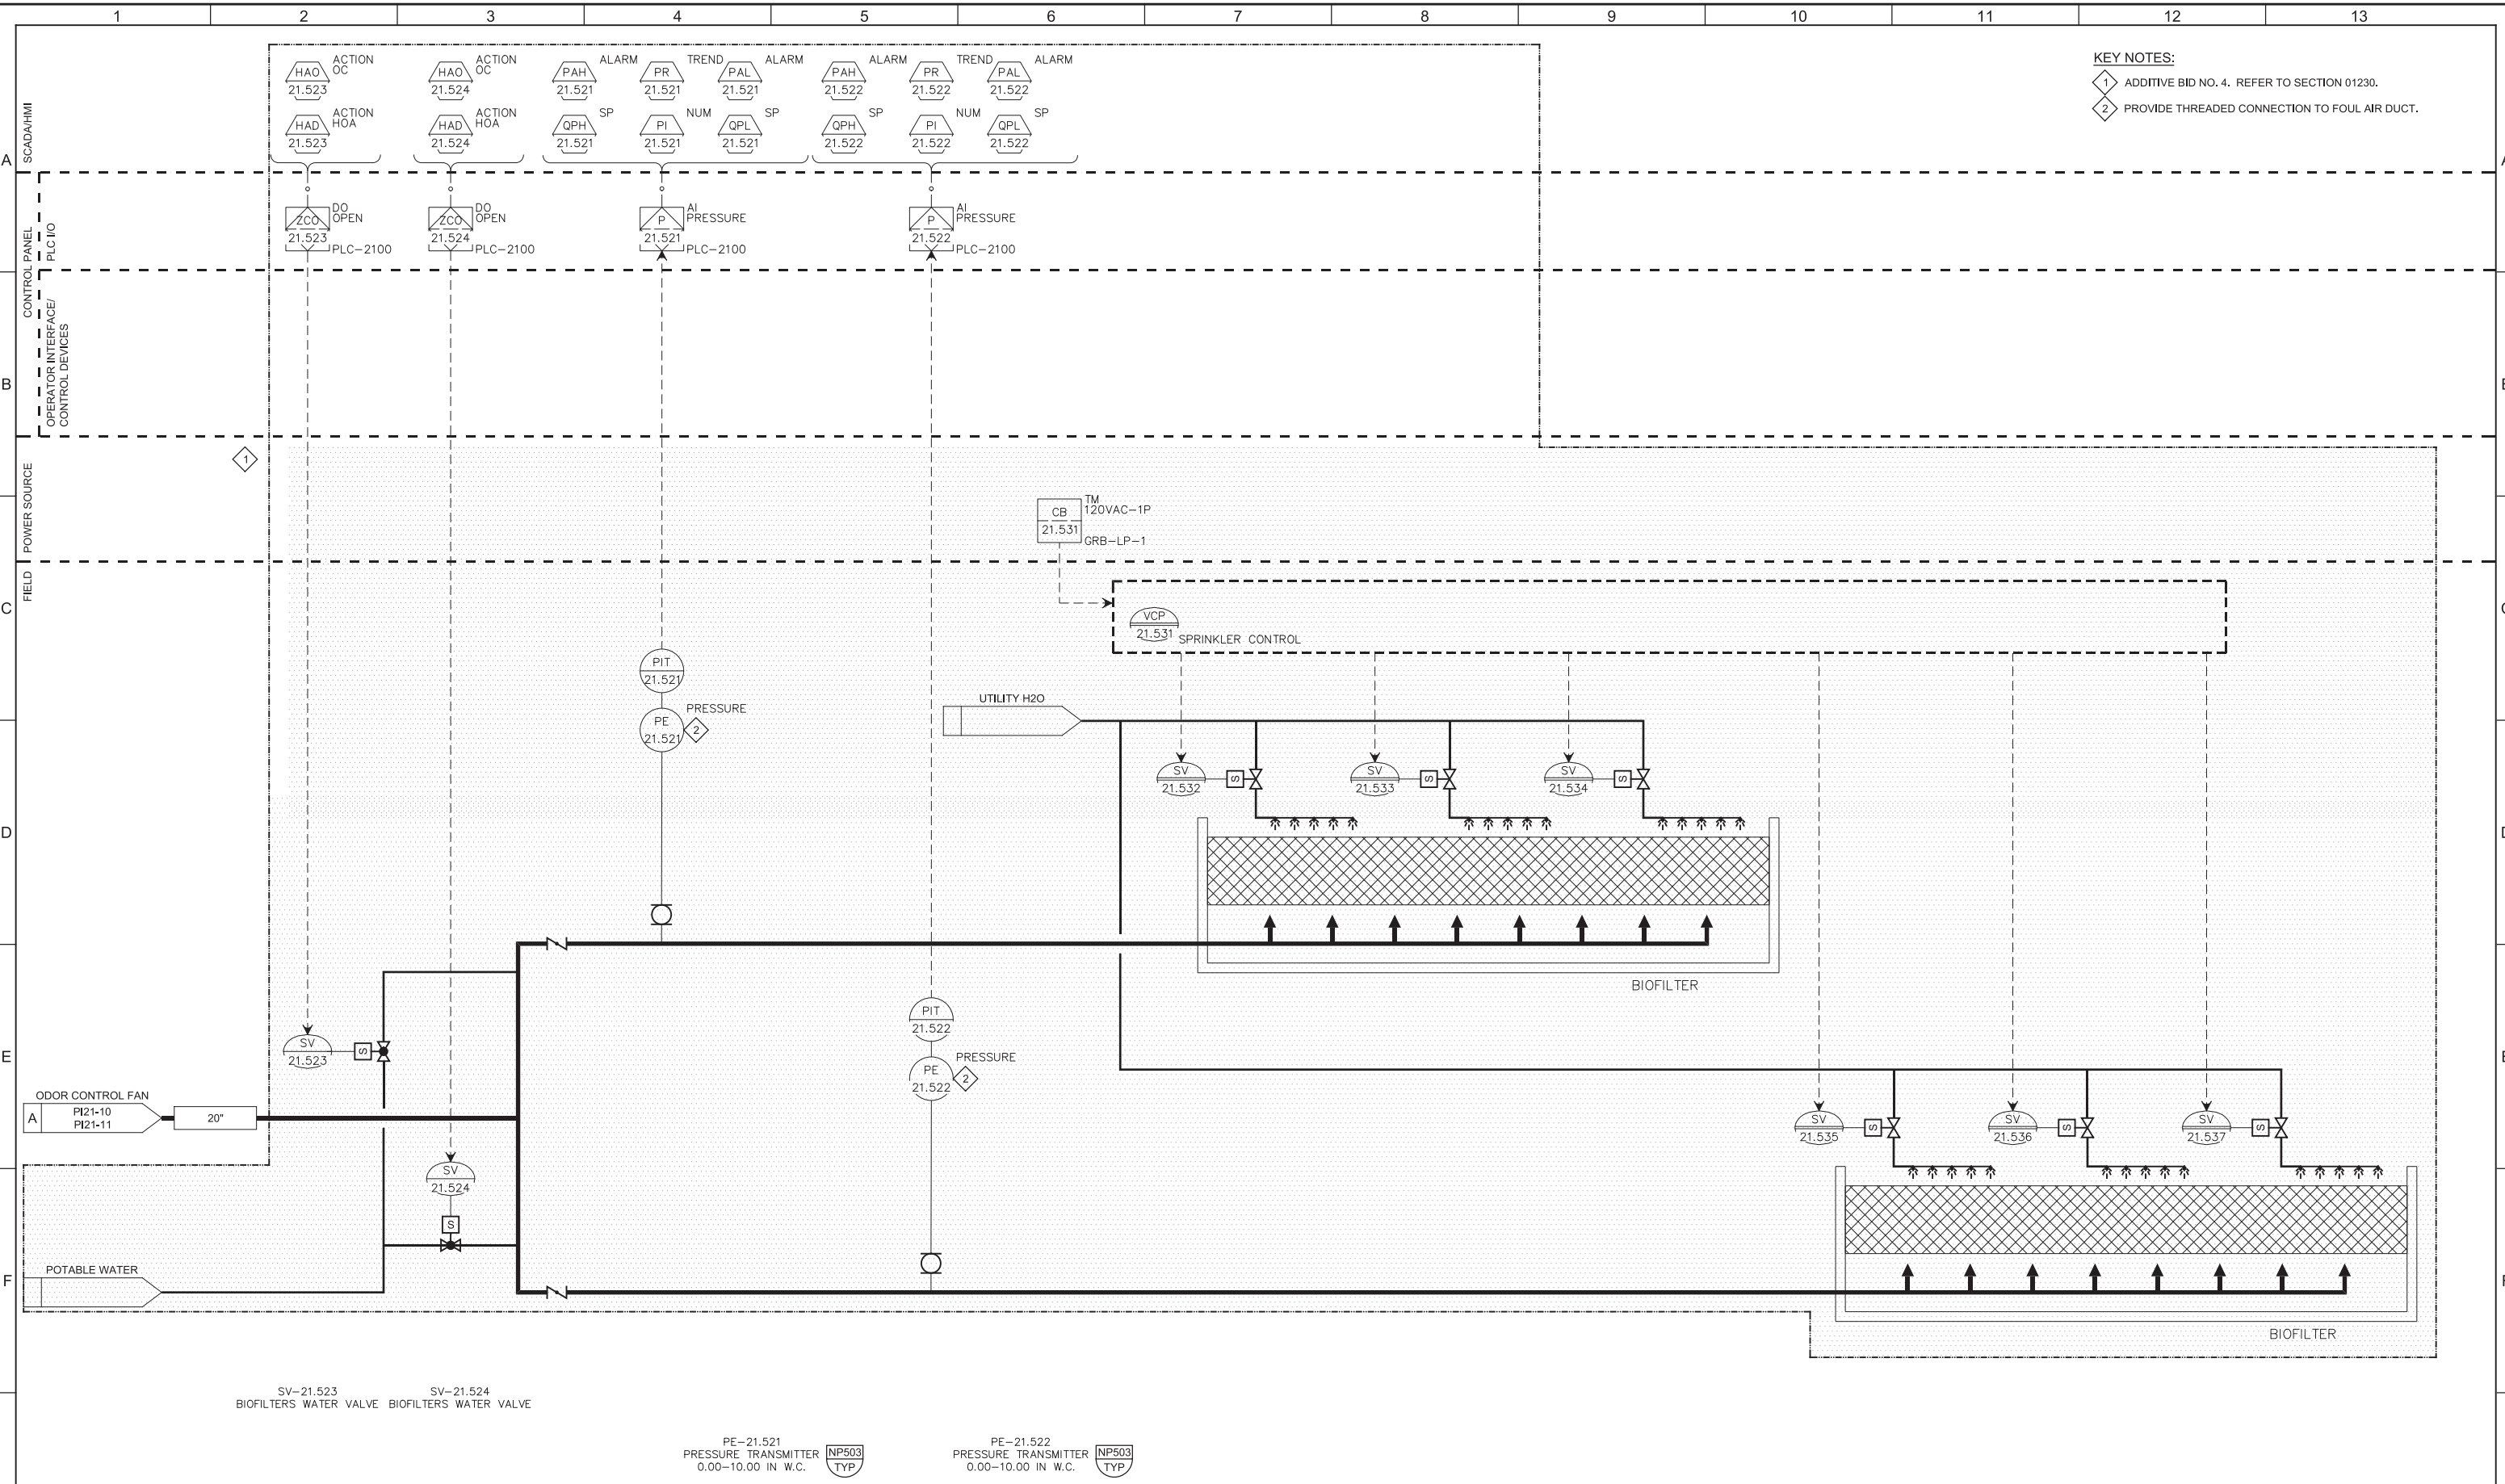 1 2 3 4 5 6 7 8 9 10 11 12 13
KEY NOTES:
1 ADDITIVE BID NO. 4. REFER TO SECTION 01230.
2 PROVIDE THREADED CONNECTION TO FOUL AIR DUCT.
A
B
C
D
E
F
SCADA/HMI
CONTROL PANEL
PLC I/O
OPERATOR INTERFACE/
CONTROL DEVICES
POWER SOURCE
FIELD
HAO
21.523
ACTION
OC
HAD
21.523
ACTION
HOA
HAO
21.524
ACTION
OC
HAD
21.524
ACTION
HOA
PAH
21.521
ALARM
PR
21.521
TREND
PAL
21.521
ALARM
QPH
21.521
SP
PI
21.521
NUM
QPL
21.521
SP
PAH
21.522
ALARM
PR
21.522
TREND
PAL
21.522
ALARM
QPH
21.522
SP
PI
21.522
NUM
QPL
21.522
SP
ZCO
21.523
DO
OPEN
PLC-2100
ZCO
21.524
DO
OPEN
PLC-2100
P
21.521
AI
PRESSURE
PLC-2100
P
21.522
AI
PRESSURE
PLC-2100
1
CB
21.531
TM
120VAC-1P
GRB-LP-1
VCP
21.531
SPRINKLER CONTROL
PIT
21.521
PE
21.521
PRESSURE
2
UTILITY H2O
SV
21.532
S
SV
21.533
S
SV
21.534
S
BIOFILTER
PIT
21.522
PE
21.522
PRESSURE
2
SV
21.523
S
ODOR CONTROL FAN
A
PI21-10
PI21-11
20"
SV
21.524
S
SV
21.535
S
SV
21.536
S
SV
21.537
S
POTABLE WATER
BIOFILTER
SV-21.523
BIOFILTERS WATER VALVE
SV-21.524
BIOFILTERS WATER VALVE
PE-21.521
PRESSURE TRANSMITTER
0.00-10.00 IN W.C.
NP503
TYP
PE-21.522
PRESSURE TRANSMITTER
0.00-10.00 IN W.C.
NP503
TYP